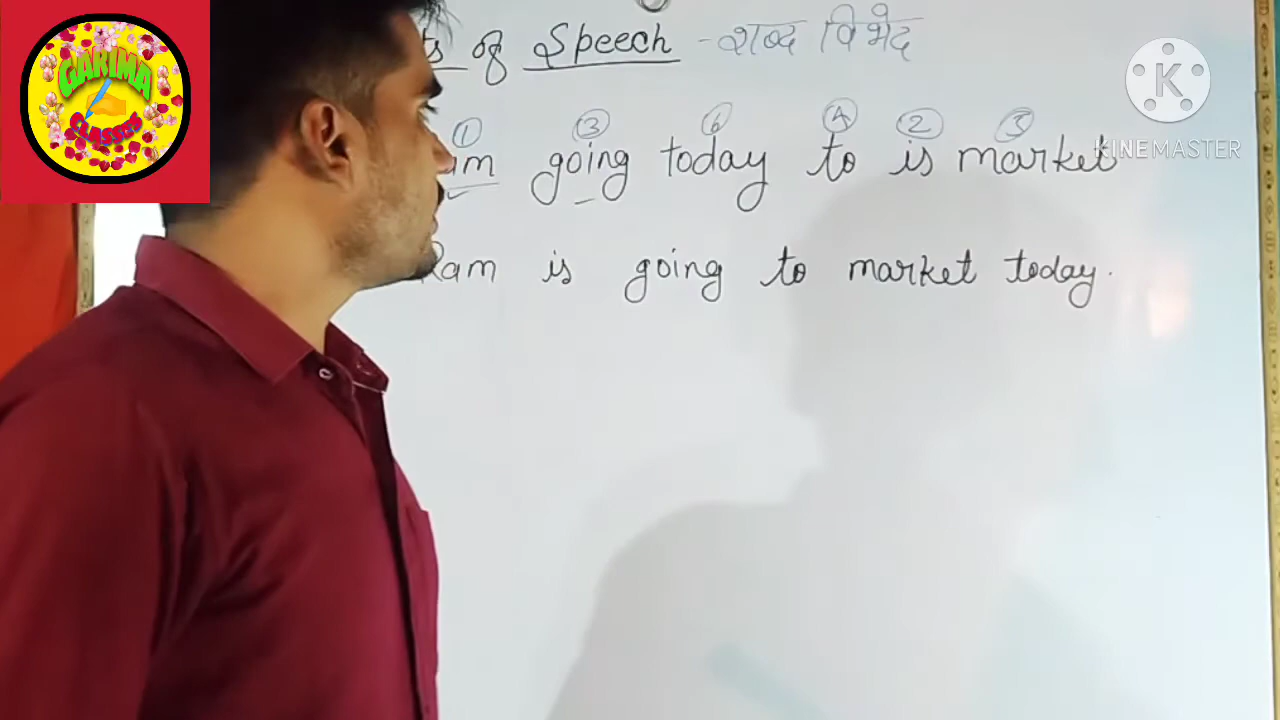 GARIMA
CLASSES
of Speech - शब्द विभेद
K
KINEMASTER
① ③ 6 4 ② 5
am going today to is market
Ram is going to market today.